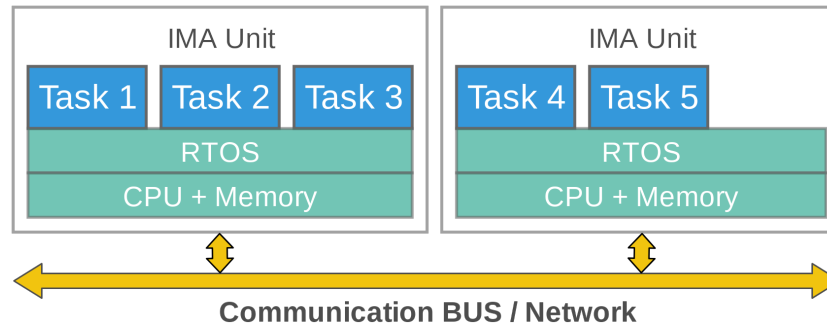 IMA Unit
Task 1 Task 2 Task 3
RTOS
CPU + Memory
IMA Unit
Task 4 Task 5
RTOS
CPU + Memory
Communication BUS / Network